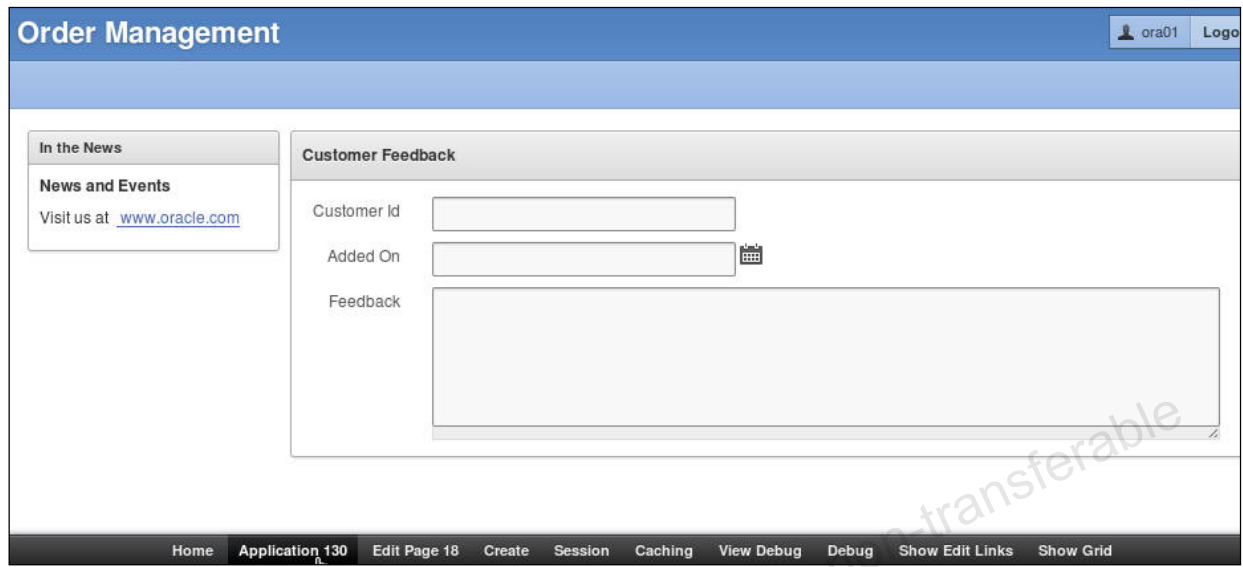 Order Management
ora01 Logo
In the News
Customer Feedback
News and Events
Visit us at www.oracle.com
Customer Id
Added On
Feedback
non-transferable
Home Application 130 Edit Page 18 Create Session Caching View Debug Debug Show Edit Links Show Grid